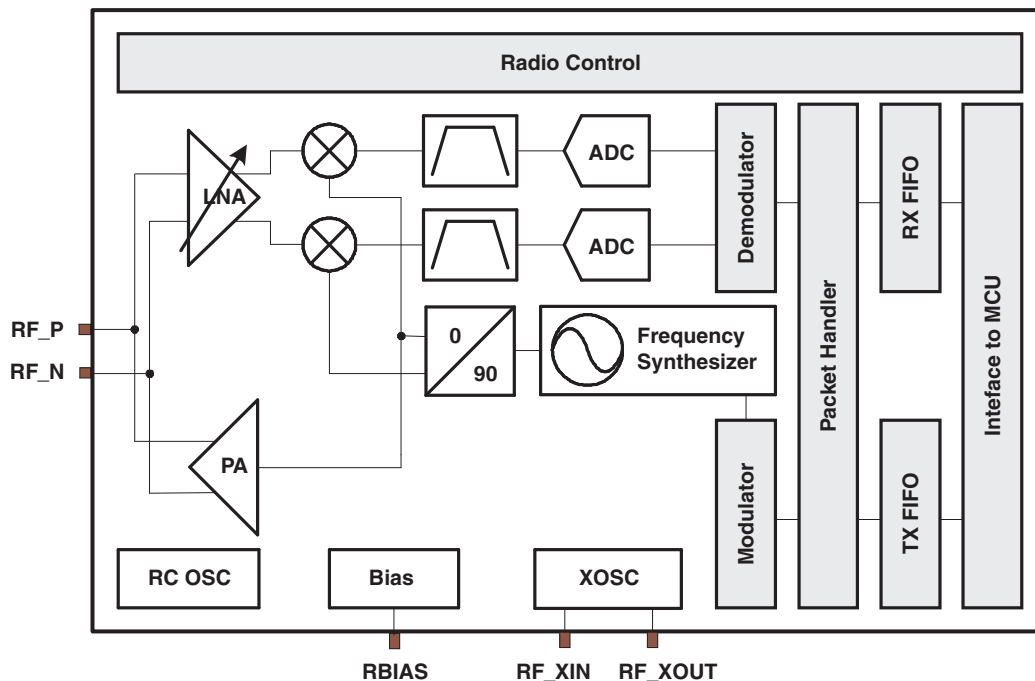 Radio Control
LNA
ADC
ADC
Demodulator
Packet Handler
RX FIFO
Inteface to MCU
RF_P
RF_N
0
90
Frequency
Synthesizer
PA
Modulator
TX FIFO
RC OSC
Bias
XOSC
RBIAS
RF_XIN
RF_XOUT